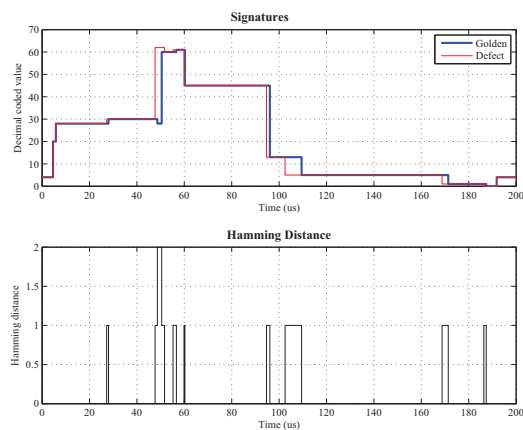 Signatures
70
60
50
40
30
20
10
0
Decimal coded value
Golden
Defect
0 20 40 60 80 100 120 140 160 180 200
Time (us)
Hamming Distance
2
1.5
1
0.5
0
Hamming distance
0 20 40 60 80 100 120 140 160 180 200
Time (us)